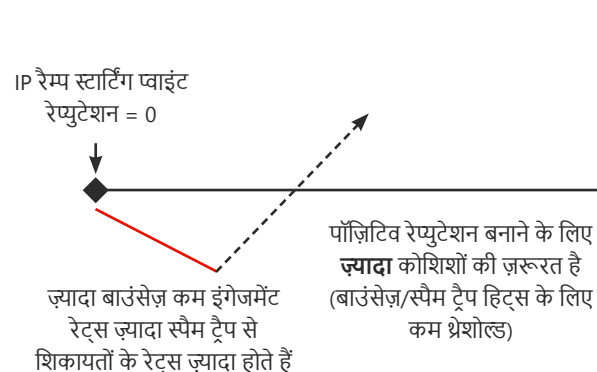 IP रैम्प स्टार्टिंग प्वाइंट
रेप्युटेशन = 0
पॉज़िटिव रेप्युटेशन बनाने के लिए
ज़्यादा कोशिशों की ज़रूरत है
(बाउंसेज़/स्पैम ट्रैप हिट्स के लिए
कम थ्रेशोल्ड)
ज़्यादा बाउंसेज़ कम इंगेजमेंट
रेट्स ज़्यादा स्पैम ट्रैप से
शिकायतों के रेट्स ज़्यादा होते हैं